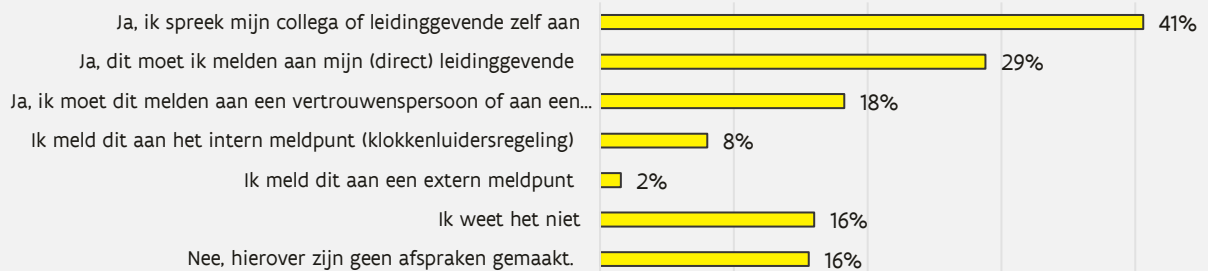 Ja, ik spreek mijn collega of leidinggevende zelf aan 41%
Ja, dit moet ik melden aan mijn (direct) leidinggevende 29%
Ja, ik moet dit melden aan een vertrouwenspersoon of aan een... 18%
Ik meld dit aan het intern meldpunt (klokkenluidersregeling) 8%
Ik meld dit aan een extern meldpunt 2%
Ik weet het niet 16%
Nee, hierover zijn geen afspraken gemaakt. 16%